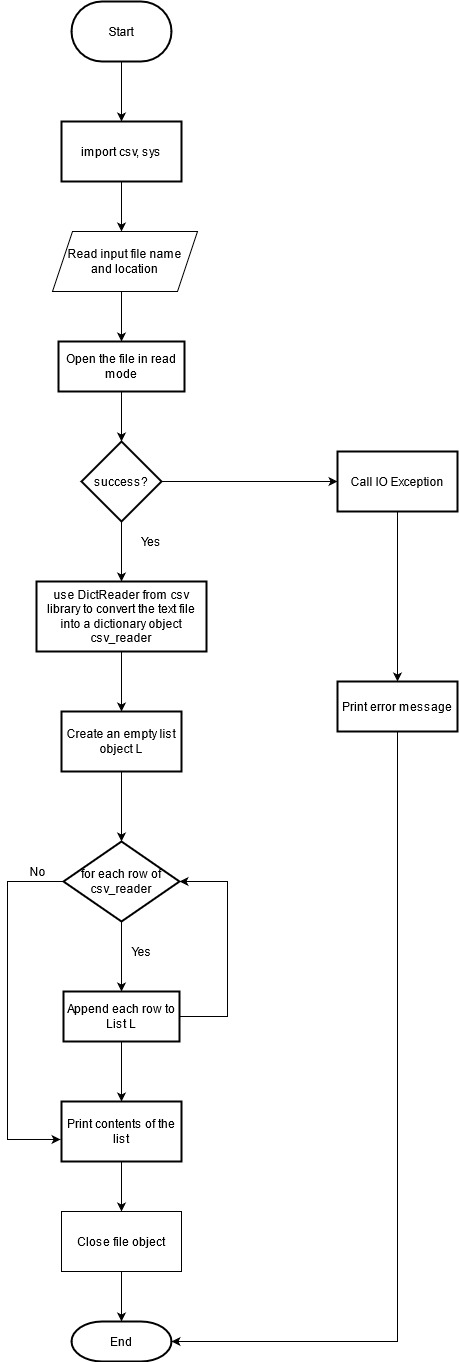 Start
import csv, sys
Read input file name
and location
Open the file in read
mode
success?
Call IO Exception
Yes
use DictReader from csv
library to convert the text file
into a dictionary object
csv_reader
Print error message
Create an empty list
object L
No
for each row of
csv_reader
Yes
Append each row to
List L
Print contents of the
list
Close file object
End